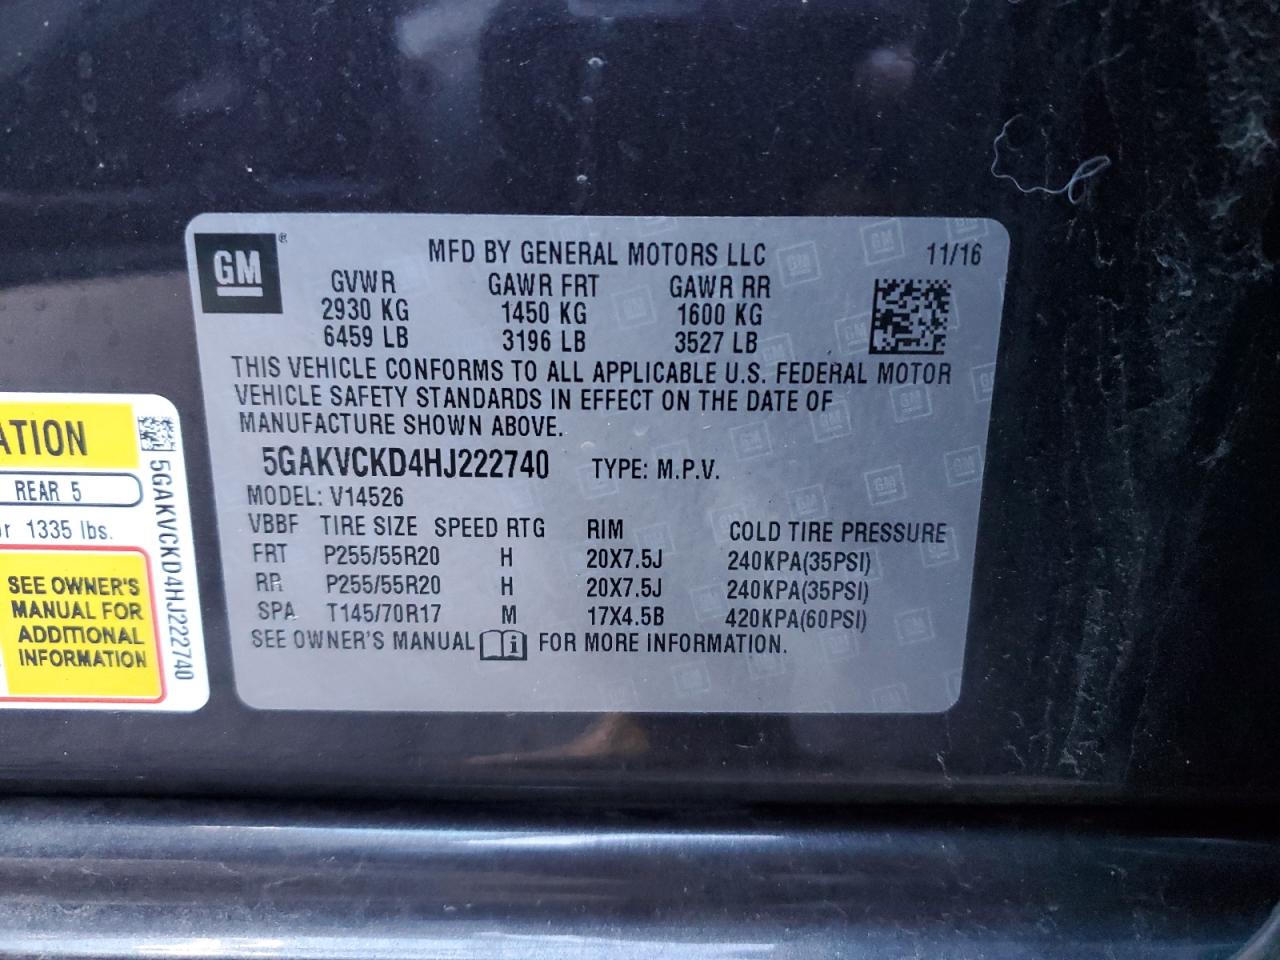 GM ® MFD BY GENERAL MOTORS LLC 11/16
GVWR GAWR FRT GAWR RR
2930 KG 1450 KG 1600 KG
6459 LB 3196 LB 3527 LB
THIS VEHICLE CONFORMS TO ALL APPLICABLE U.S. FEDERAL MOTOR
VEHICLE SAFETY STANDARDS IN EFFECT ON THE DATE OF
MANUFACTURE SHOWN ABOVE.
5GAKVCKD4HJ222740 TYPE: M.P.V.
MODEL: V14526
VBBF TIRE SIZE SPEED RTG RIM COLD TIRE PRESSURE
FRT P255/55R20 H 20X7.5J 240KPA(35PSI)
RR P255/55R20 H 20X7.5J 240KPA(35PSI)
SPA T145/70R17 M 17X4.5B 420KPA(60PSI)
SEE OWNER'S MANUAL i FOR MORE INFORMATION.
ATION
REAR 5
or 1335 lbs.
SEE OWNER'S
MANUAL FOR
ADDITIONAL
INFORMATION
5GAKVCKD4HJ222740